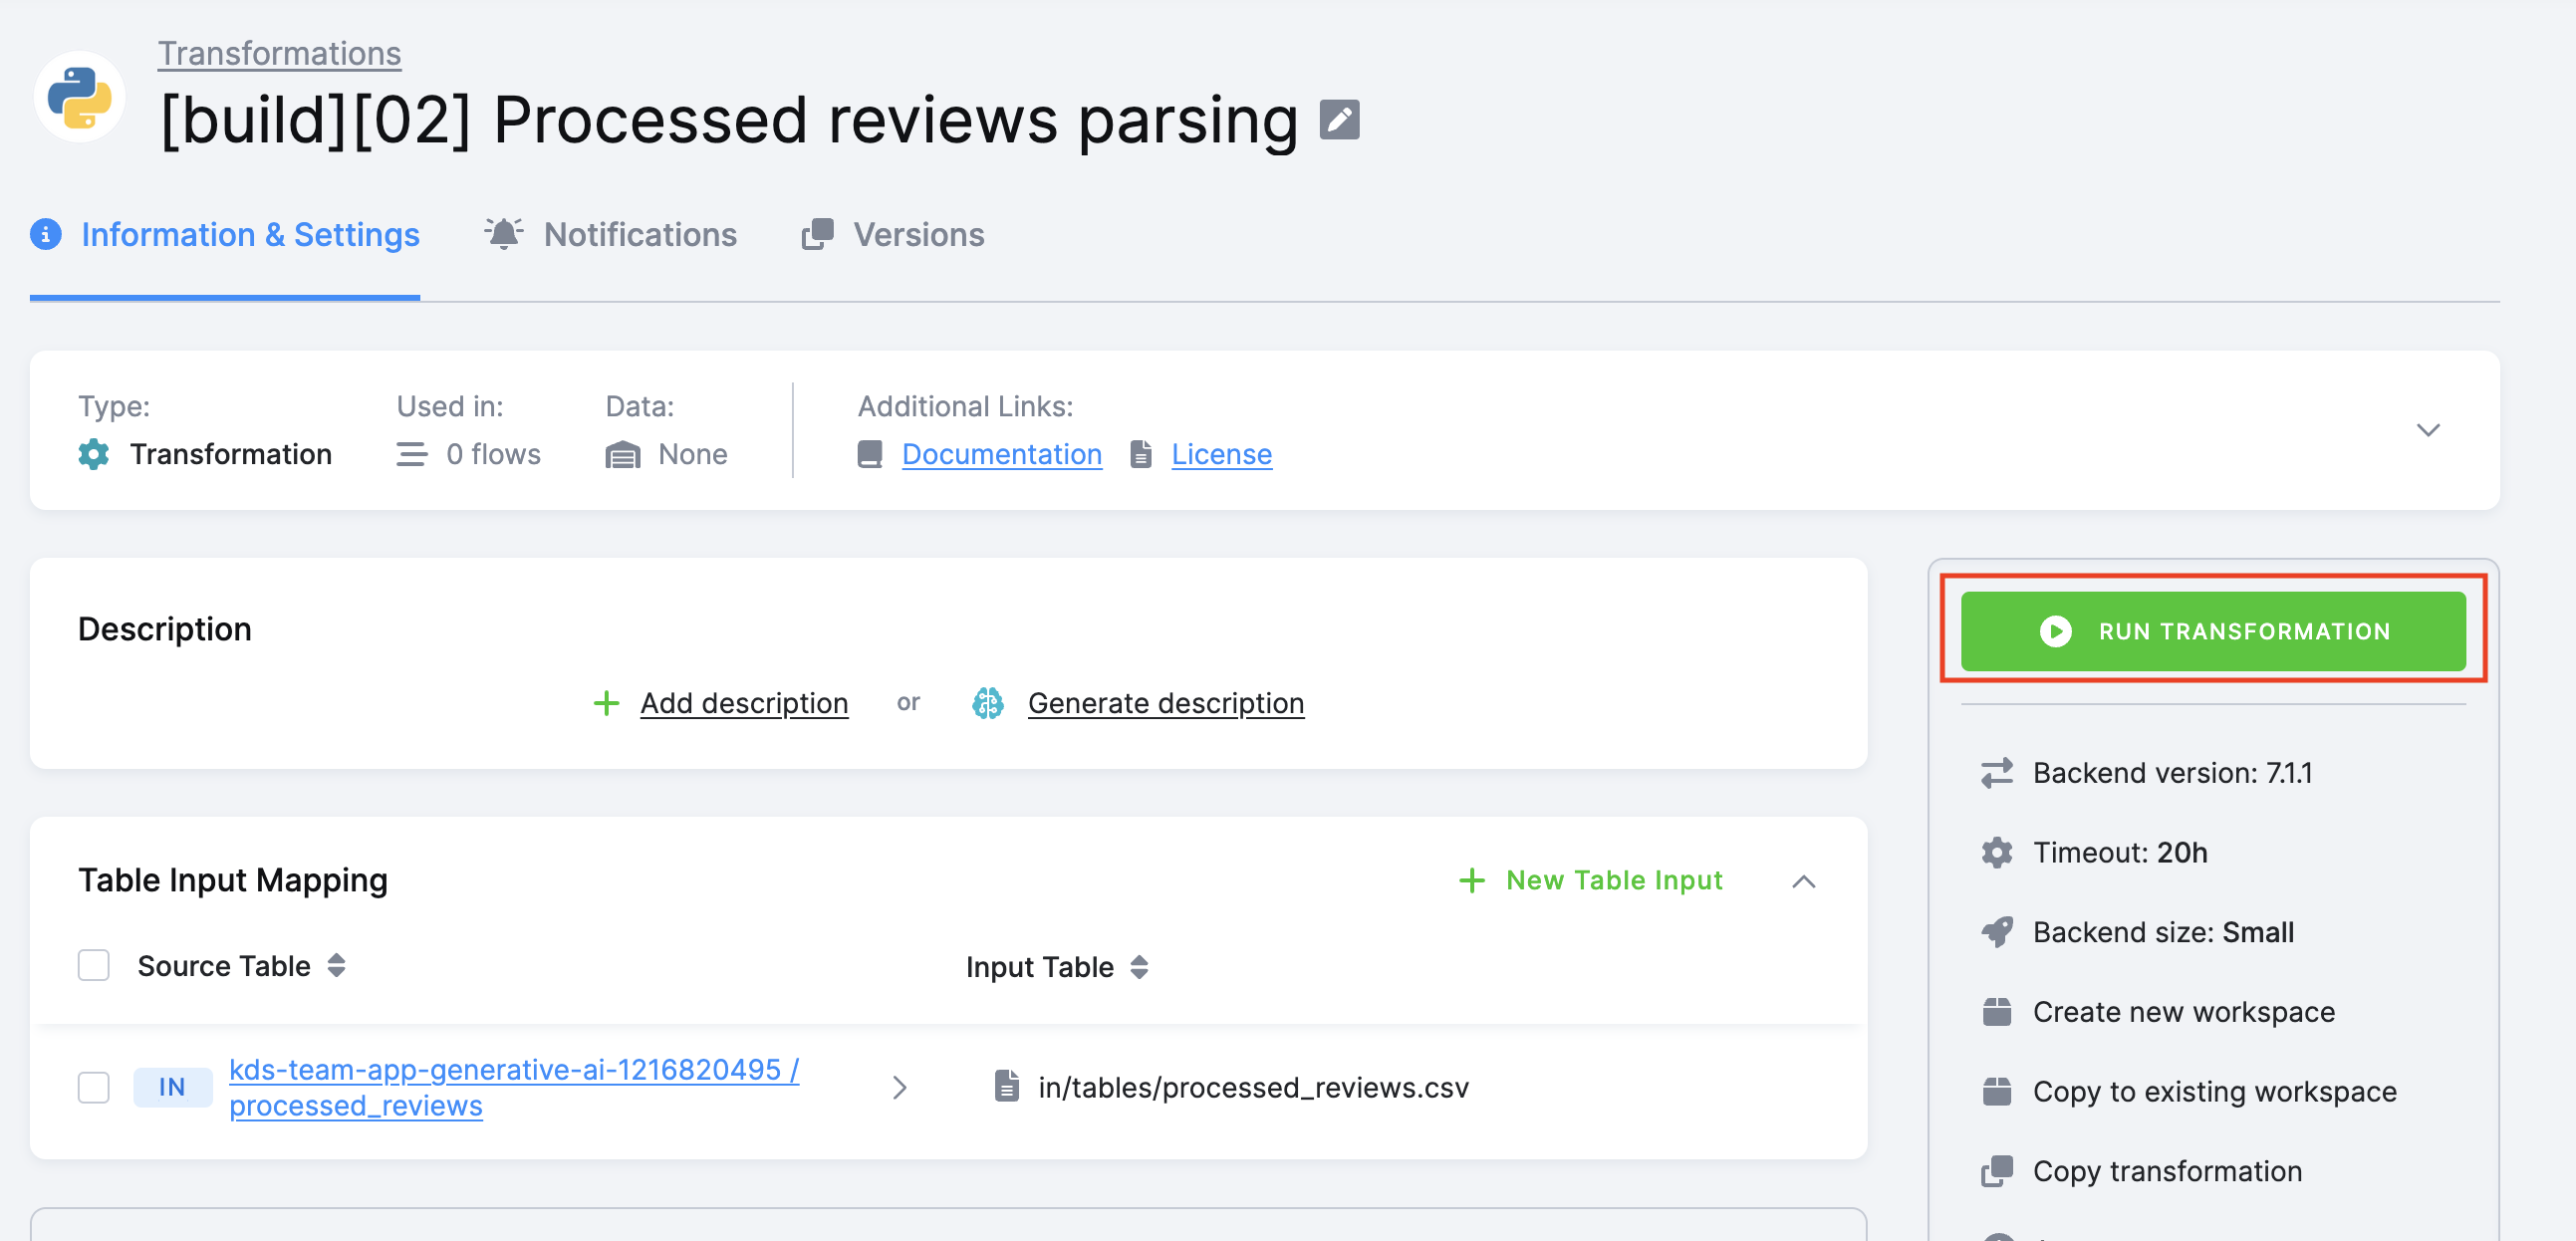 Transformations
[build][02] Processed reviews parsing
Information & Settings
Notifications
Versions
Type:
Transformation
Used in:
0 flows
Data:
None
Additional Links:
Documentation
License
Description
Add description
or
Generate description
Table Input Mapping
New Table Input
Source Table
Input Table
IN
kds-team-app-generative-ai-1216820495 /
processed_reviews
in/tables/processed_reviews.csv
RUN TRANSFORMATION
Backend version: 7.1.1
Timeout: 20h
Backend size: Small
Create new workspace
Copy to existing workspace
Copy transformation